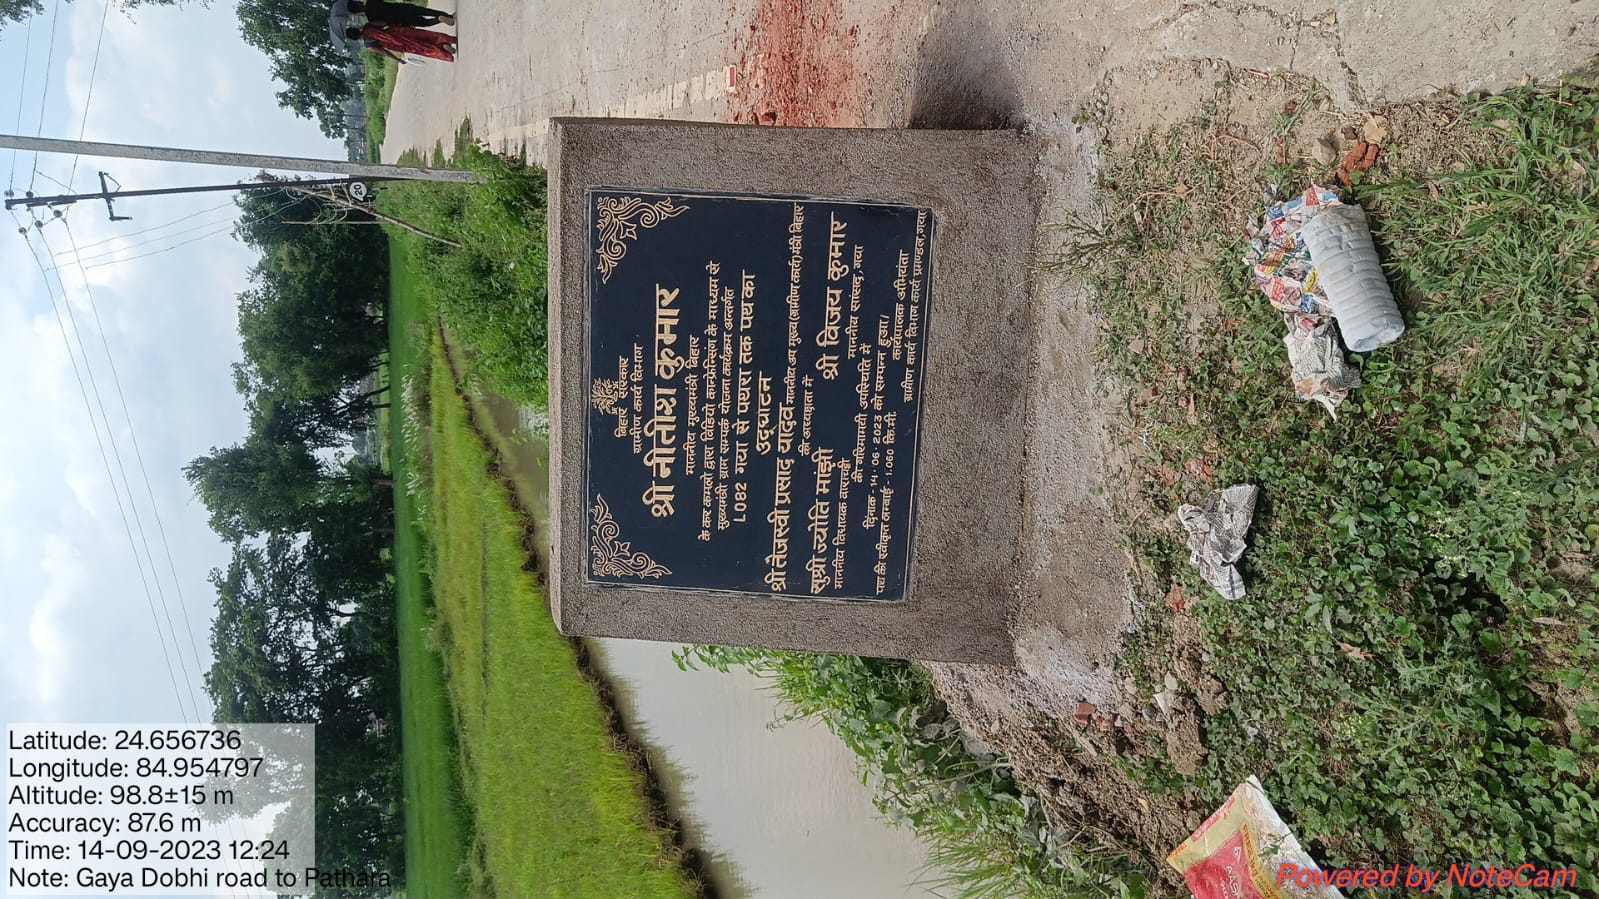 बिहार सरकार
ग्रामीण कार्य विभाग
श्री नीतीश कुमार
माननीय मुख्यमंत्री बिहार
के कर कमलों द्वारा विडियो कान्फ्रेन्सिंग के माध्यम से
मुख्यमंत्री ग्राम सम्पर्क योजना कार्यक्रम अन्तर्गत
L082 गया से पथरा तक पथ का
उद्घाटन
श्री तेजस्वी प्रसाद यादव माननीय उप मुख्य (ग्रामीण कार्य) मंत्री बिहार
की अध्यक्षता में
सुश्री ज्योति मांझी श्री विजय कुमार
माननीय विधायक बाराचट्टी माननीय सांसद, गया
की गरिमामयी उपस्थिति में
दिनांक - 14 · 06 · 2023 को सम्पन्न हुआ।
पथ की स्वीकृत लम्बाई - 1.060 कि.मी. कार्यपालक अभियंता
ग्रामीण कार्य विभाग कार्य प्रमण्डल, गया
20
Latitude: 24.656736
Longitude: 84.954797
Altitude: 98.8±15 m
Accuracy: 87.6 m
Time: 14-09-2023 12:24
Note: Gaya Dobhi road to Pathara
Powered by NoteCam